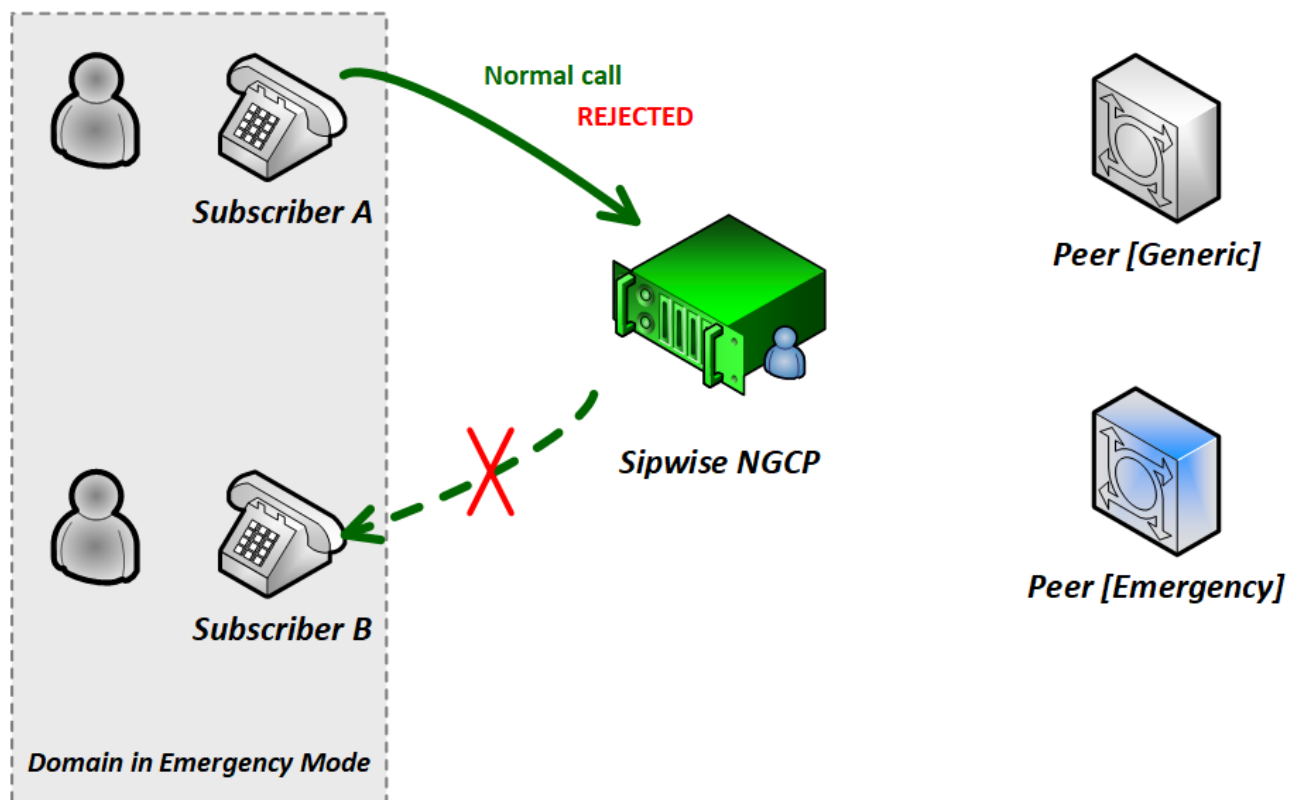 Normal call
REJECTED
Subscriber A
Peer [Generic]
Sipwise NGCP
Peer [Emergency]
Subscriber B
Domain in Emergency Mode